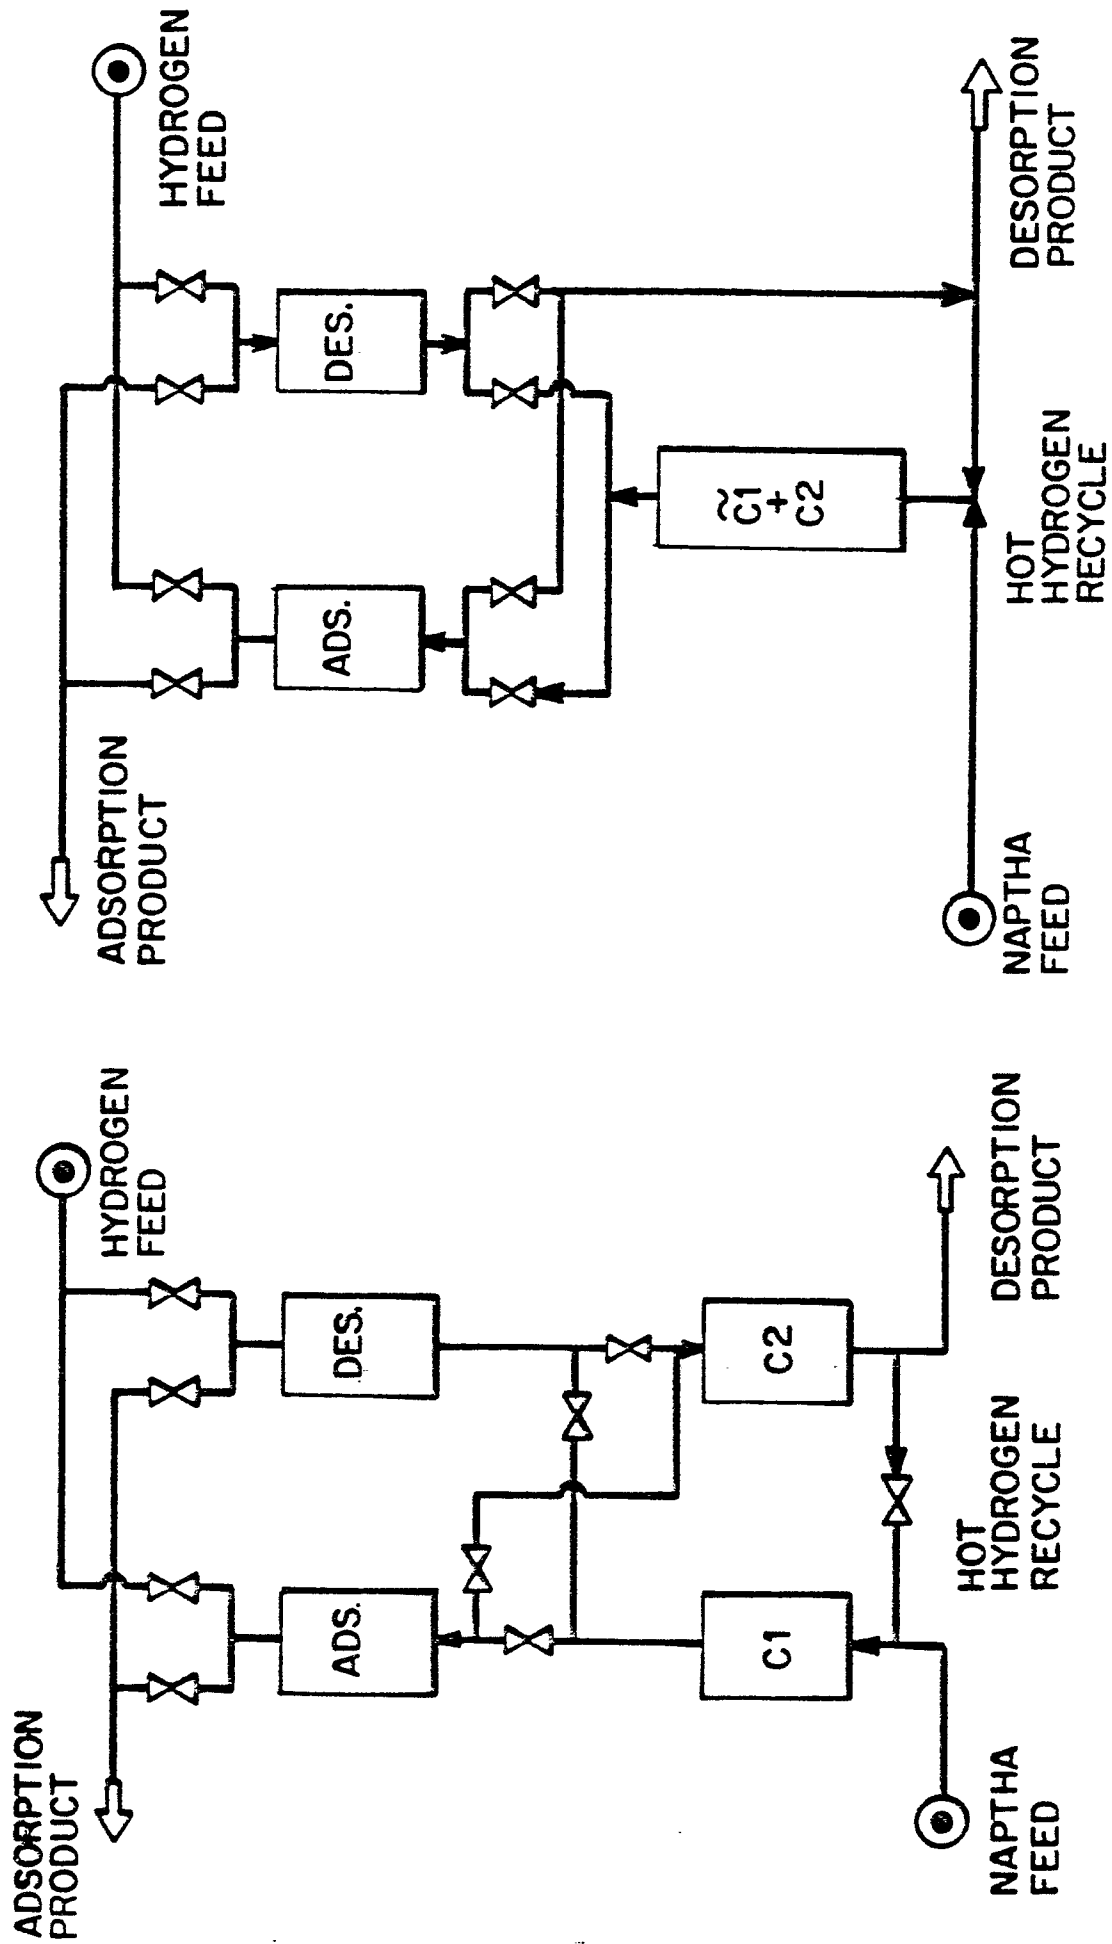 HYDROGEN
FEED
DES.
ADS.
C̃1
+
C2
ADSORPTION
PRODUCT
DESORPTION
PRODUCT
HOT
HYDROGEN
RECYCLE
NAPTHA
FEED
ADSORPTION
PRODUCT
HYDROGEN
FEED
DES.
ADS.
C2
C1
DESORPTION
PRODUCT
HOT
HYDROGEN
RECYCLE
NAPTHA
FEED